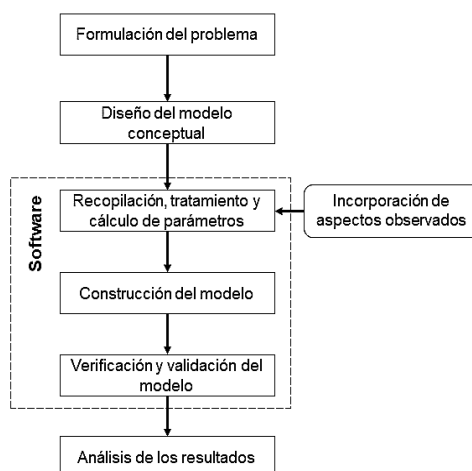 Formulación del problema
Diseño del modelo
conceptual
Software
Recopilación, tratamiento y
cálculo de parámetros
Incorporación de
aspectos observados
Construcción del modelo
Verificación y validación del
modelo
Análisis de los resultados